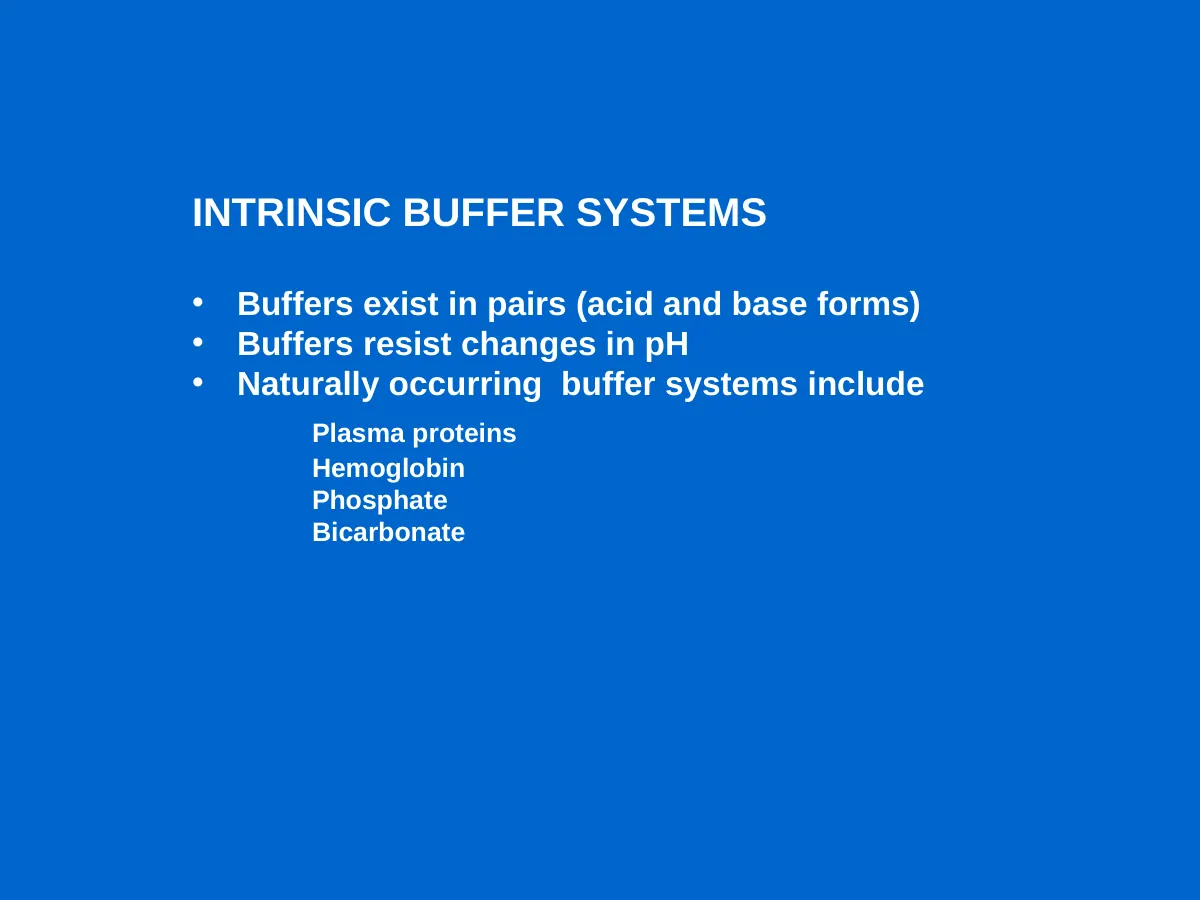 INTRINSIC BUFFER SYSTEMS
• Buffers exist in pairs (acid and base forms)
• Buffers resist changes in pH
• Naturally occurring  buffer systems include
Plasma proteins
Hemoglobin
Phosphate
Bicarbonate